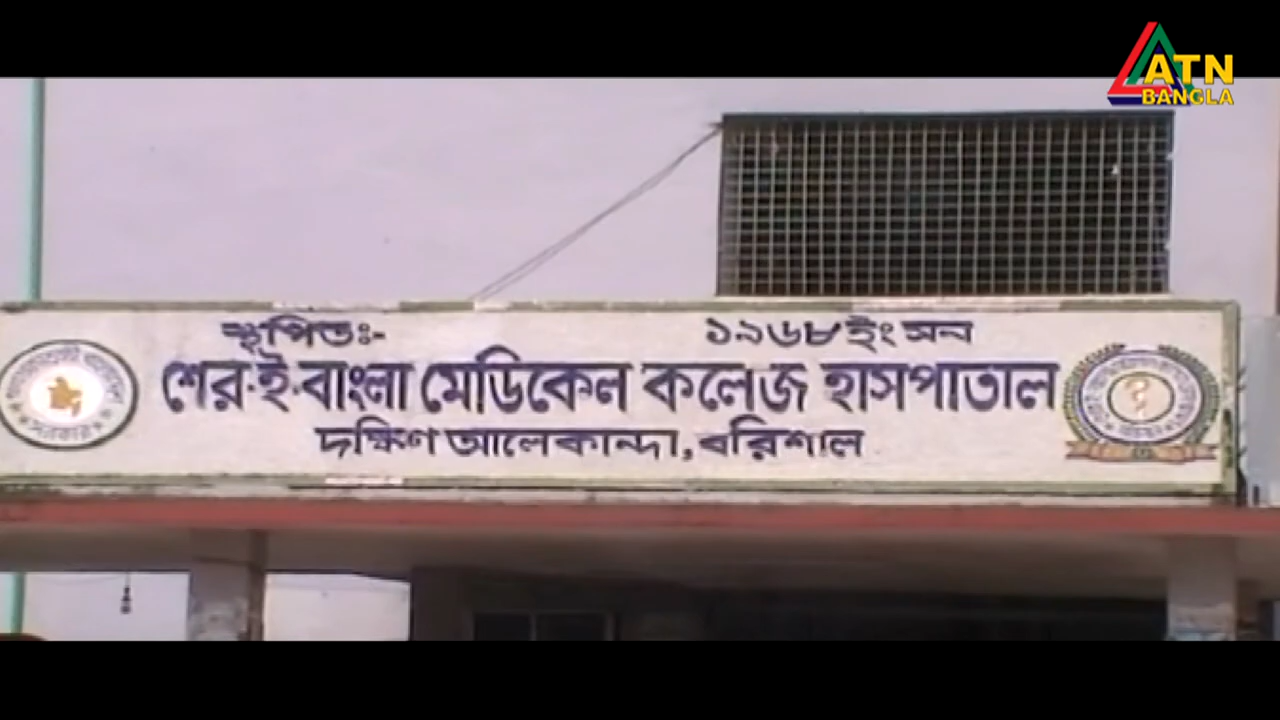 ATN
BANGLA
স্থাপিতঃ- ১৯৬৮ইং সন
শের-ই-বাংলা মেডিকেল কলেজ হাসপাতাল
দক্ষিণ আলেকান্দা, বরিশাল